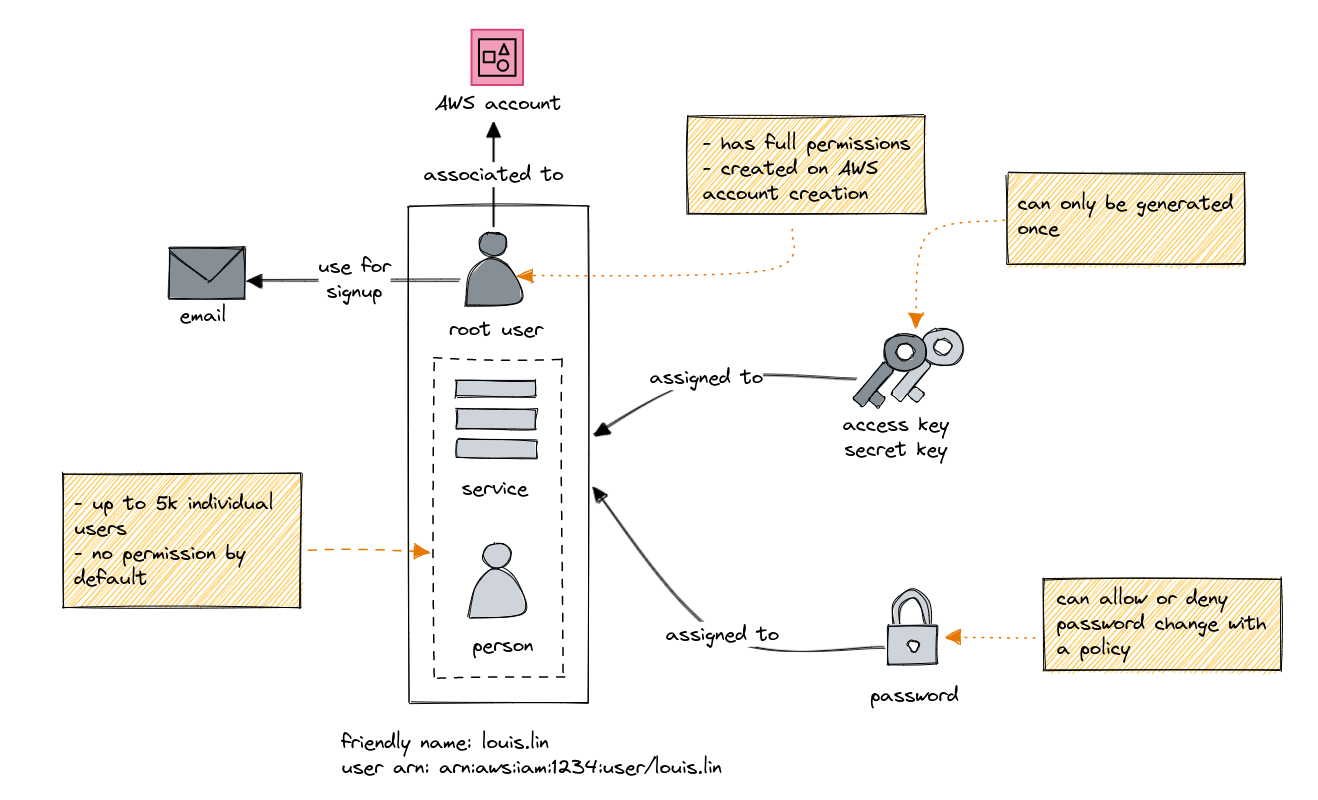 AWS account
associated to
- has full permissions
- created on AWS
account creation
can only be generated
once
use for
signup
email
root user
assigned to
access key
secret key
service
- up to 5k individual
users
- no permission by
default
person
assigned to
password
can allow or deny
password change with
a policy
friendly name: louis.lin
user arn: arn:aws:iam:1234:user/louis.lin